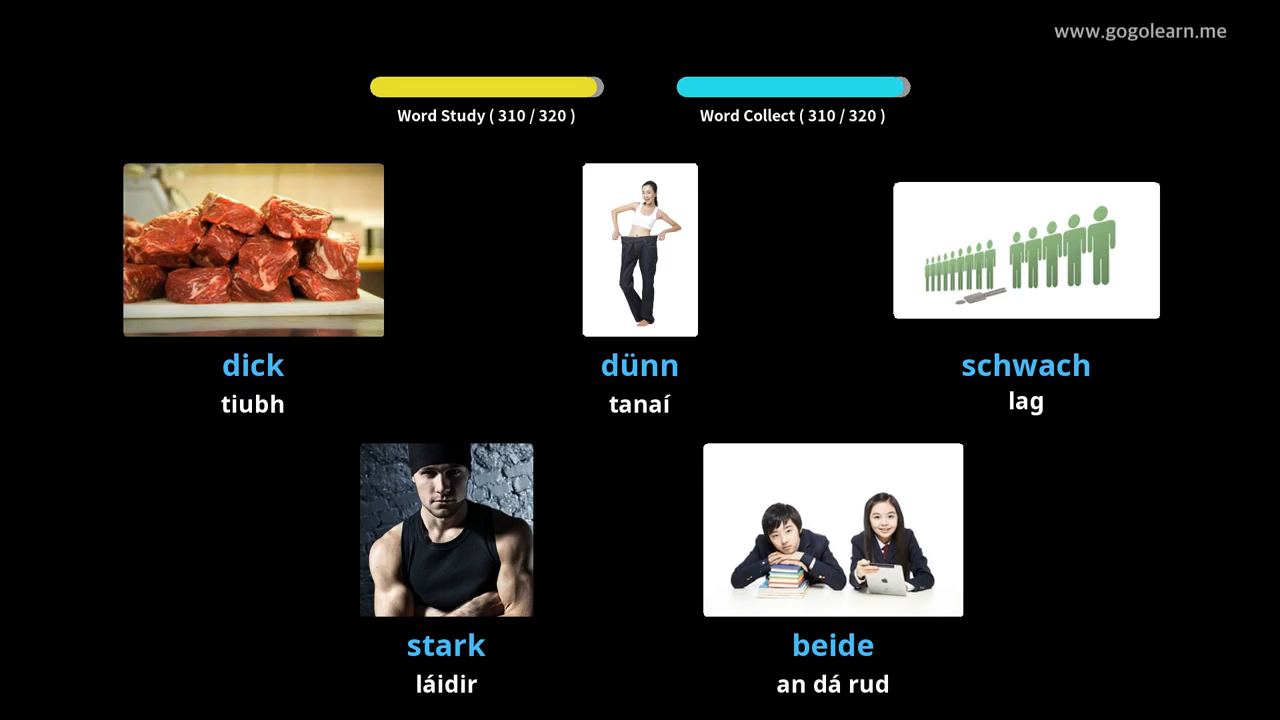 www.gogolearn.me
Word Study ( 310 / 320 )
Word Collect ( 310 / 320 )
dick
tiubh
dünn
tanaí
schwach
lag
stark
láidir
beide
an dá rud